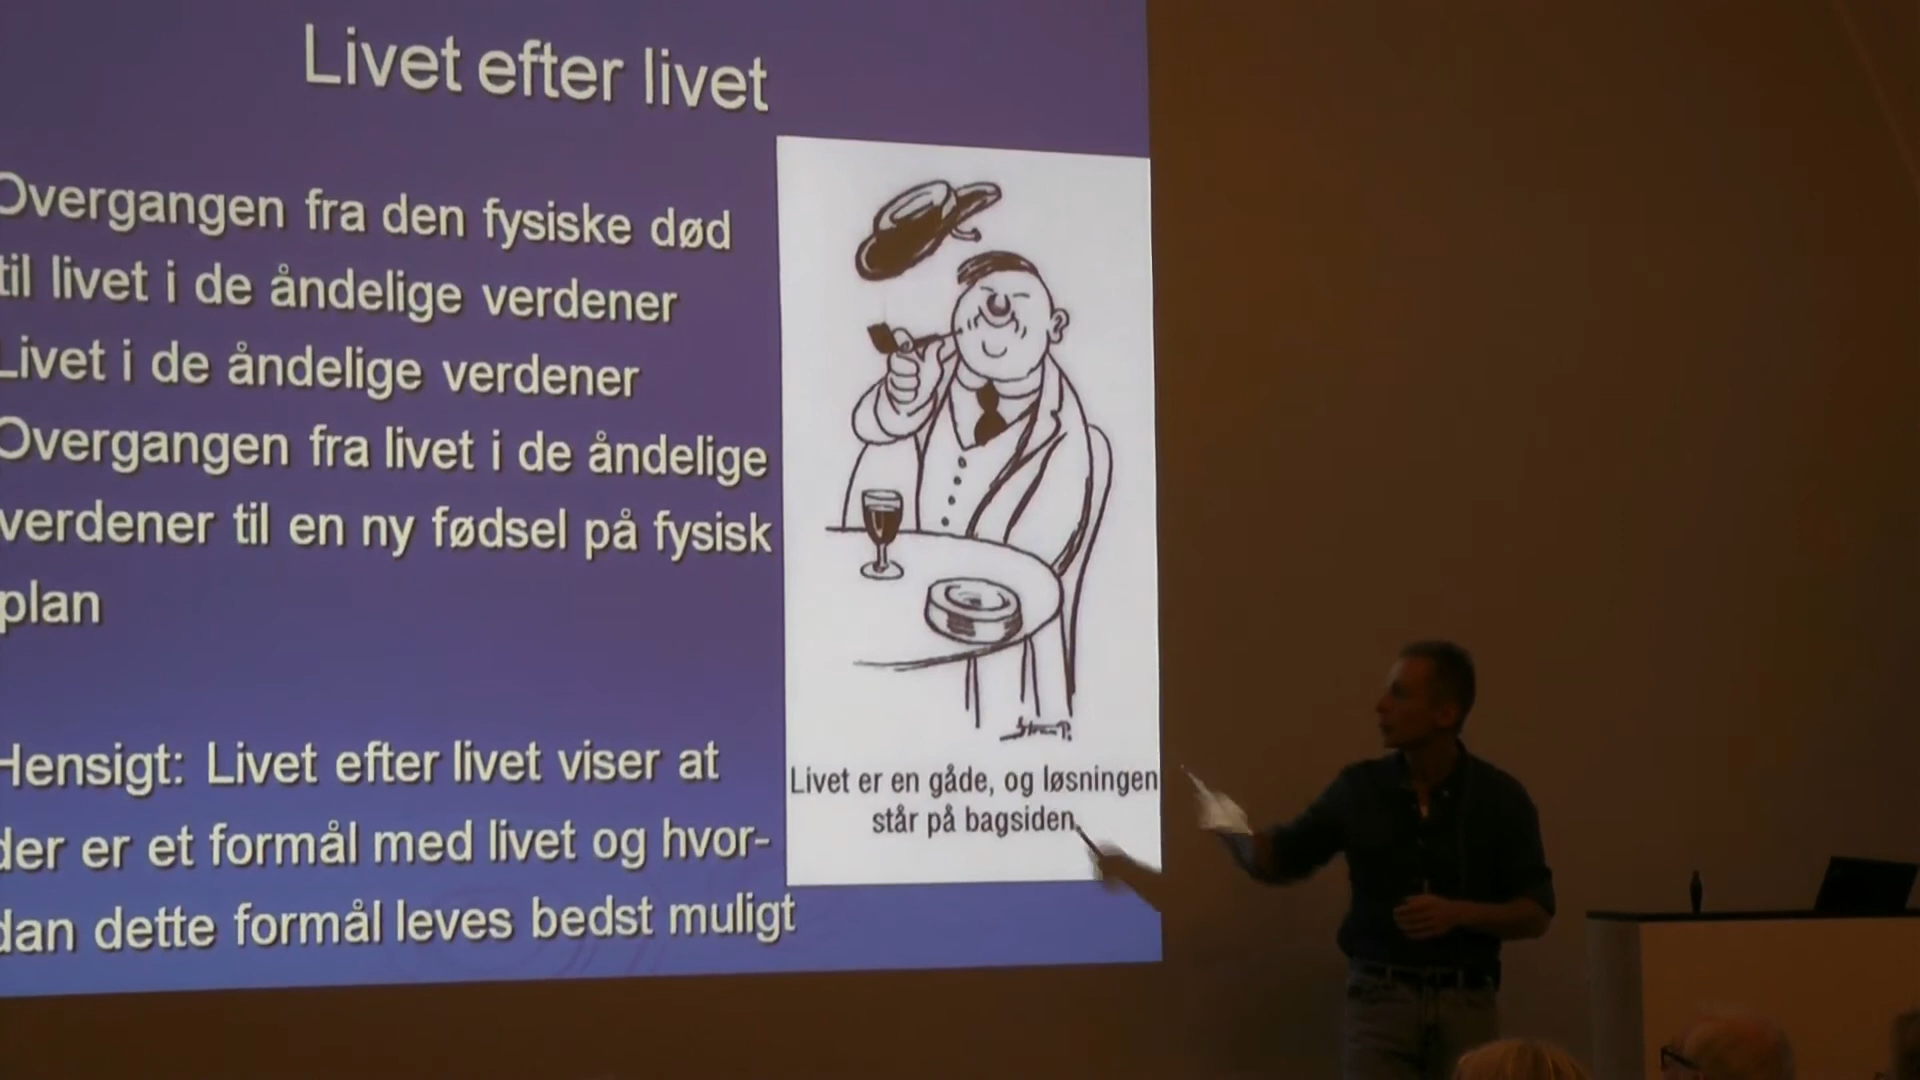 Livet efter livet
Overgangen fra den fysiske død
til livet i de åndelige verdener
Livet i de åndelige verdener
Overgangen fra livet i de åndelige
verdener til en ny fødsel på fysisk
plan
Hensigt: Livet efter livet viser at
der er et formål med livet og hvor-
dan dette formål leves bedst muligt
Storm P.
Livet er en gåde, og løsningen
står på bagsiden.